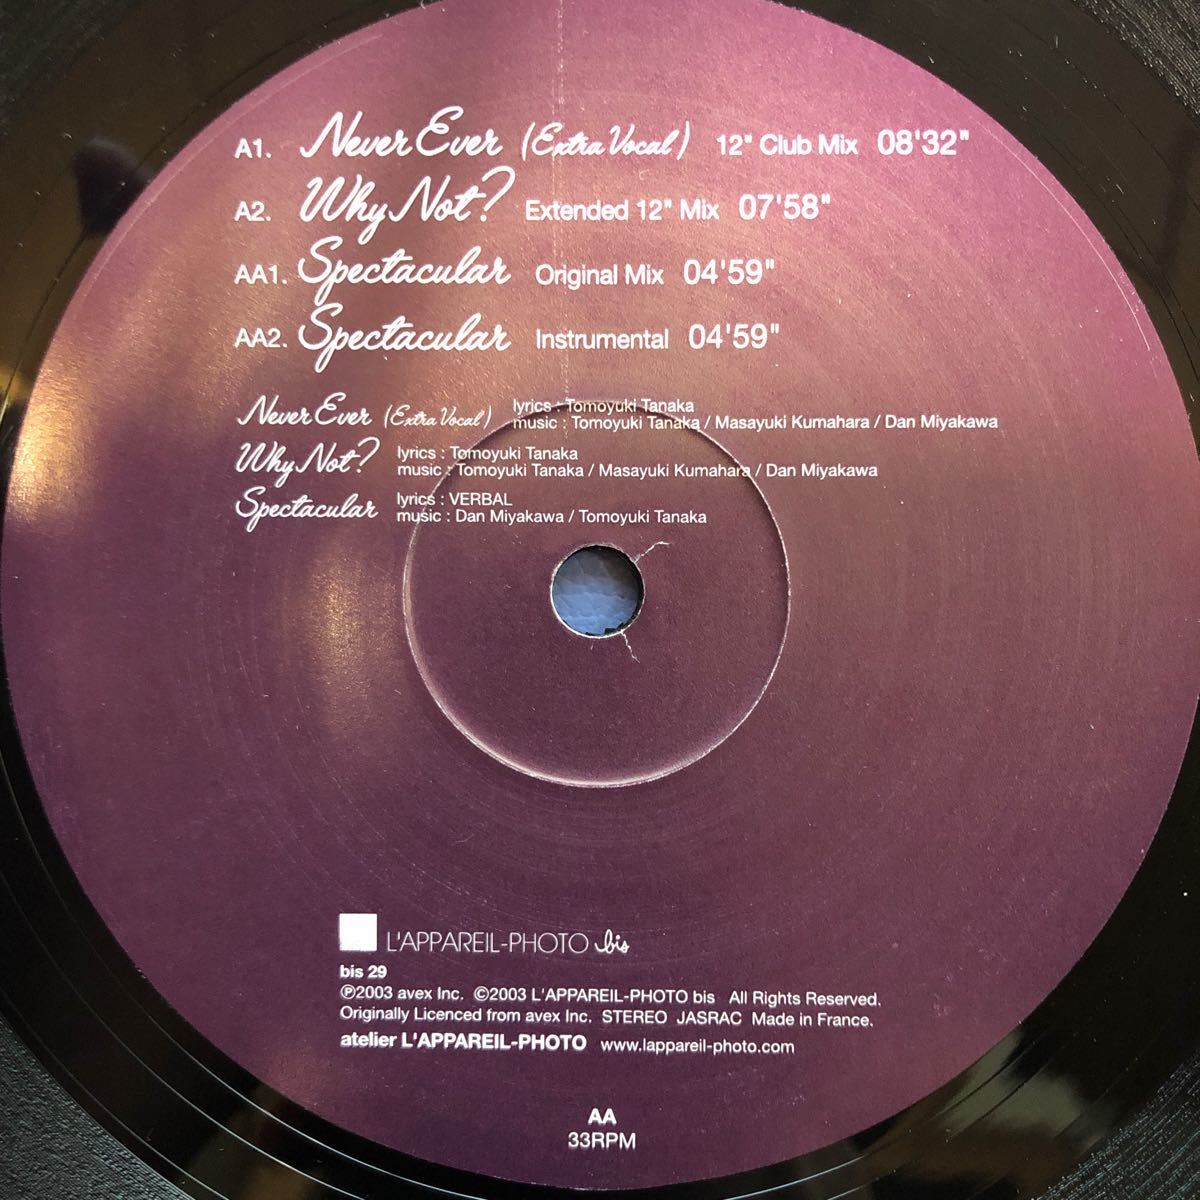 A1. Never Ever (Extra Vocal) 12" Club Mix 08'32"
A2. Why Not? Extended 12" Mix 07'58"
AA1. Spectacular Original Mix 04'59"
AA2. Spectacular Instrumental 04'59"
Never Ever (Extra Vocal) lyrics : Tomoyuki Tanaka
music : Tomoyuki Tanaka / Masayuki Kumahara / Dan Miyakawa
Why Not? lyrics : Tomoyuki Tanaka
music : Tomoyuki Tanaka / Masayuki Kumahara / Dan Miyakawa
Spectacular lyrics : VERBAL
music : Dan Miyakawa / Tomoyuki Tanaka
L'APPAREIL-PHOTO bis
bis 29
℗2003 avex Inc. ©2003 L'APPAREIL-PHOTO bis All Rights Reserved.
Originally Licenced from avex Inc. STEREO JASRAC Made in France.
atelier L'APPAREIL-PHOTO www.lappareil-photo.com
AA
33RPM